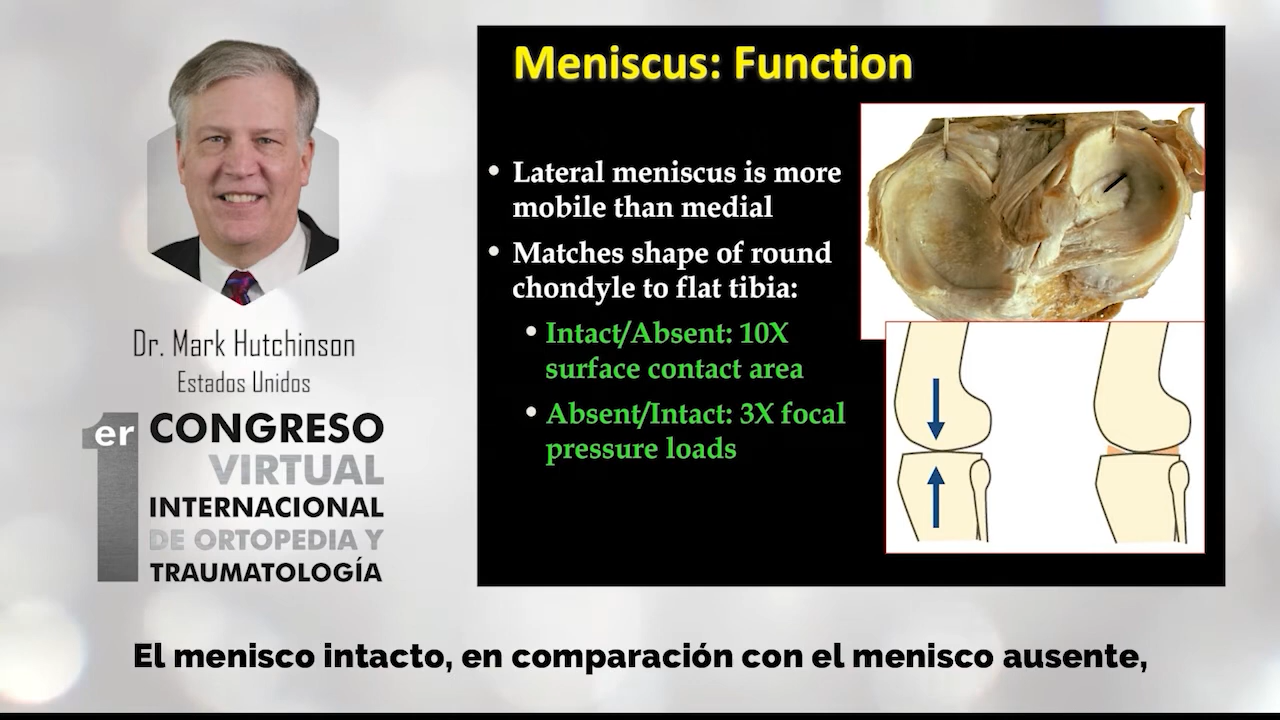 Meniscus: Function
• Lateral meniscus is more
mobile than medial
• Matches shape of round
chondyle to flat tibia:
• Intact/Absent: 10X
surface contact area
• Absent/Intact: 3X focal
pressure loads
Dr. Mark Hutchinson
Estados Unidos
1er CONGRESO
VIRTUAL
INTERNACIONAL
DE ORTOPEDIA Y
TRAUMATOLOGÍA
El menisco intacto, en comparación con el menisco ausente,